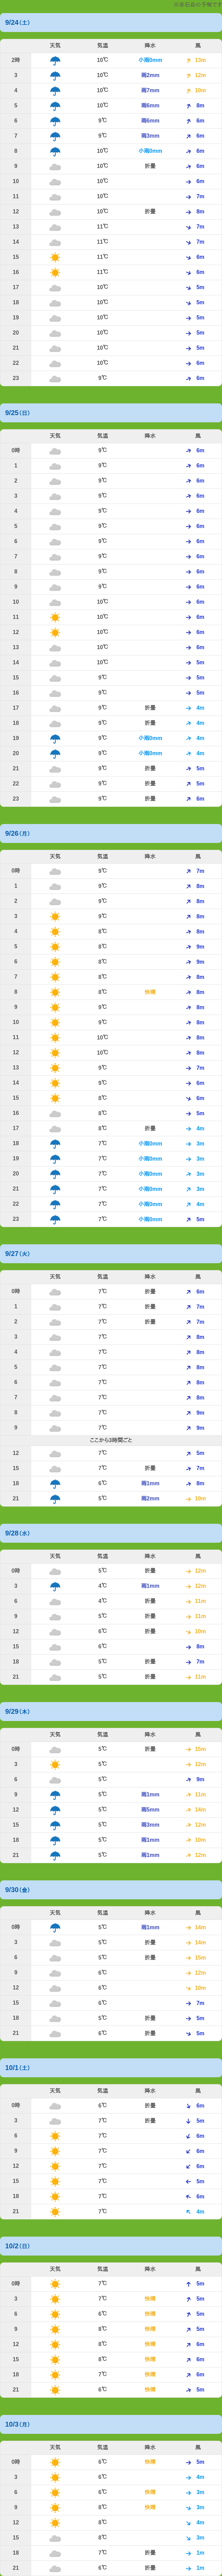 9/24(土)
天気 気温 降水 風
2時 10℃ 小雨0mm 13m
3 10℃ 雨2mm 12m
4 10℃ 雨7mm 10m
5 10℃ 雨6mm 8m
6 9℃ 雨6mm 6m
7 9℃ 雨3mm 6m
8 10℃ 小雨0mm 6m
9 10℃ 折曇 6m
10 10℃ 6m
11 10℃ 7m
12 10℃ 折曇 8m
13 11℃ 7m
14 11℃ 7m
15 11℃ 6m
16 11℃ 6m
17 10℃ 5m
18 10℃ 5m
19 10℃ 5m
20 10℃ 5m
21 10℃ 5m
22 10℃ 6m
23 9℃ 6m
9/25(日)
天気 気温 降水 風
0時 9℃ 6m
1 9℃ 6m
2 9℃ 6m
3 9℃ 6m
4 9℃ 6m
5 9℃ 6m
6 9℃ 6m
7 9℃ 6m
8 9℃ 6m
9 9℃ 6m
10 10℃ 6m
11 10℃ 6m
12 10℃ 6m
13 10℃ 6m
14 10℃ 5m
15 9℃ 5m
16 9℃ 5m
17 9℃ 折曇 4m
18 9℃ 折曇 4m
19 9℃ 小雨0mm 4m
20 9℃ 小雨0mm 4m
21 9℃ 折曇 5m
22 9℃ 折曇 5m
23 9℃ 折曇 6m
9/26(月)
天気 気温 降水 風
0時 9℃ 7m
1 9℃ 8m
2 9℃ 8m
3 9℃ 8m
4 8℃ 8m
5 8℃ 9m
6 8℃ 9m
7 8℃ 8m
8 8℃ 快晴 8m
9 9℃ 8m
10 9℃ 8m
11 10℃ 8m
12 10℃ 8m
13 9℃ 7m
14 9℃ 6m
15 8℃ 6m
16 8℃ 5m
17 8℃ 折曇 4m
18 7℃ 小雨0mm 3m
19 7℃ 小雨0mm 3m
20 7℃ 小雨0mm 3m
21 7℃ 小雨0mm 3m
22 7℃ 小雨0mm 4m
23 7℃ 小雨0mm 5m
9/27(火)
天気 気温 降水 風
0時 7℃ 折曇 6m
1 7℃ 折曇 7m
2 7℃ 折曇 7m
3 7℃ 8m
4 7℃ 8m
5 7℃ 8m
6 7℃ 8m
7 7℃ 8m
8 7℃ 9m
9 7℃ 9m
ここから3時間ごと
12 7℃ 5m
15 7℃ 折曇 7m
18 6℃ 雨1mm 8m
21 5℃ 雨2mm 10m
9/28(水)
天気 気温 降水 風
0時 5℃ 折曇 12m
3 4℃ 雨1mm 12m
6 4℃ 折曇 11m
9 5℃ 折曇 11m
12 6℃ 折曇 10m
15 6℃ 8m
18 5℃ 折曇 7m
21 5℃ 折曇 11m
9/29(木)
天気 気温 降水 風
0時 5℃ 折曇 15m
3 5℃ 12m
6 5℃ 9m
9 5℃ 雨1mm 11m
12 5℃ 雨5mm 14m
15 5℃ 雨3mm 12m
18 5℃ 雨1mm 10m
21 5℃ 雨1mm 12m
9/30(金)
天気 気温 降水 風
0時 5℃ 雨1mm 14m
3 5℃ 折曇 14m
6 5℃ 折曇 15m
9 6℃ 12m
12 6℃ 10m
15 6℃ 7m
18 5℃ 折曇 5m
21 6℃ 折曇 5m
10/1(土)
天気 気温 降水 風
0時 6℃ 折曇 6m
3 7℃ 折曇 5m
6 7℃ 6m
9 7℃ 6m
12 7℃ 6m
15 7℃ 5m
18 7℃ 6m
21 6℃ 4m
10/2(日)
天気 気温 降水 風
0時 7℃ 5m
3 7℃ 快晴 5m
6 6℃ 快晴 5m
9 8℃ 快晴 5m
12 8℃ 快晴 6m
15 8℃ 快晴 6m
18 7℃ 快晴 6m
21 6℃ 快晴 5m
10/3(月)
天気 気温 降水 風
0時 6℃ 快晴 5m
3 6℃ 4m
6 6℃ 快晴 3m
9 8℃ 快晴 3m
12 8℃ 4m
15 8℃ 3m
18 7℃ 折曇 1m
21 6℃ 折曇 1m